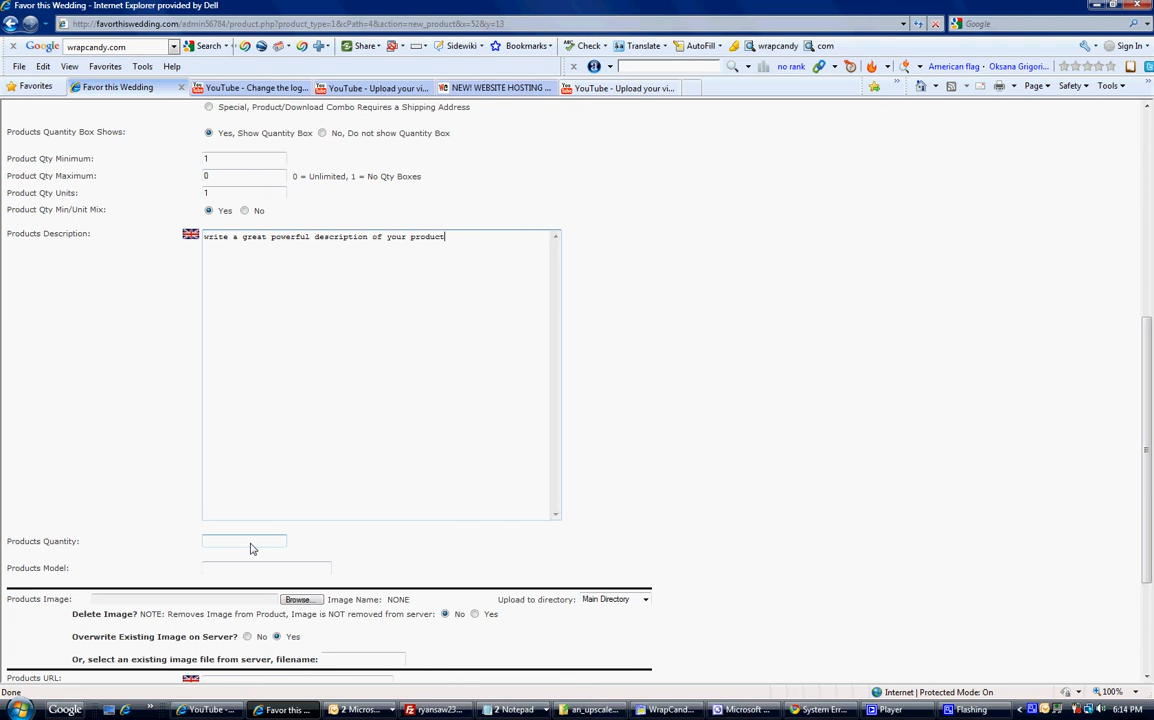 Favor this Wedding - Internet Explorer provided by Dell
http://favorthiswedding.com/admin56784/product.php?product_type=1&cPath=4&action=new_product&x=52&y=13
Google
Google wrapcandy.com Search Share Sidewiki Bookmarks Check Translate AutoFill wrapcandy com Sign In
File Edit View Favorites Tools Help no rank American flag Oksana Grigori...
Favorites Favor this Wedding YouTube - Change the log... YouTube - Upload your vi... NEW! WEBSITE HOSTING ... YouTube - Upload your vi... Page Safety Tools
Special, Product/Download Combo Requires a Shipping Address
Products Quantity Box Shows: Yes, Show Quantity Box No, Do not show Quantity Box
Product Qty Minimum: 1
Product Qty Maximum: 0 0 = Unlimited, 1 = No Qty Boxes
Product Qty Units: 1
Product Qty Min/Unit Mix: Yes No
Products Description: write a great powerful description of your product
Products Quantity:
Products Model:
Products Image: Browse... Image Name: NONE Upload to directory: Main Directory
Delete Image? NOTE: Removes Image from Product, Image is NOT removed from server: No Yes
Overwrite Existing Image on Server? No Yes
Or, select an existing image file from server, filename:
Products URL:
Done Internet | Protected Mode: On 100%
Google YouTube -... Favor this ... 2 Micros... ryansaw23... 2 Notepad an_upscale... WrapCand... Microsoft ... System Err... Player Flashing 6:14 PM